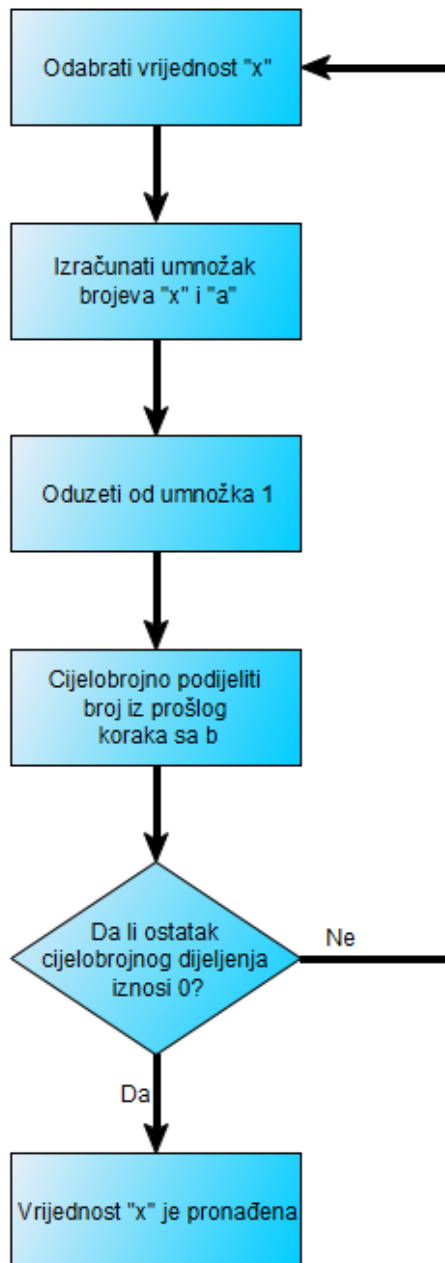 Odabrati vrijednost "x"
Izračunati umnožak
brojeva "x" i "a"
Oduzeti od umnožka 1
Cijelobrojno podijeliti
broj iz prošlog
koraka sa b
Da li ostatak
cijelobrojnog dijeljenja
iznosi 0?
Ne
Da
Vrijednost "x" je pronađena